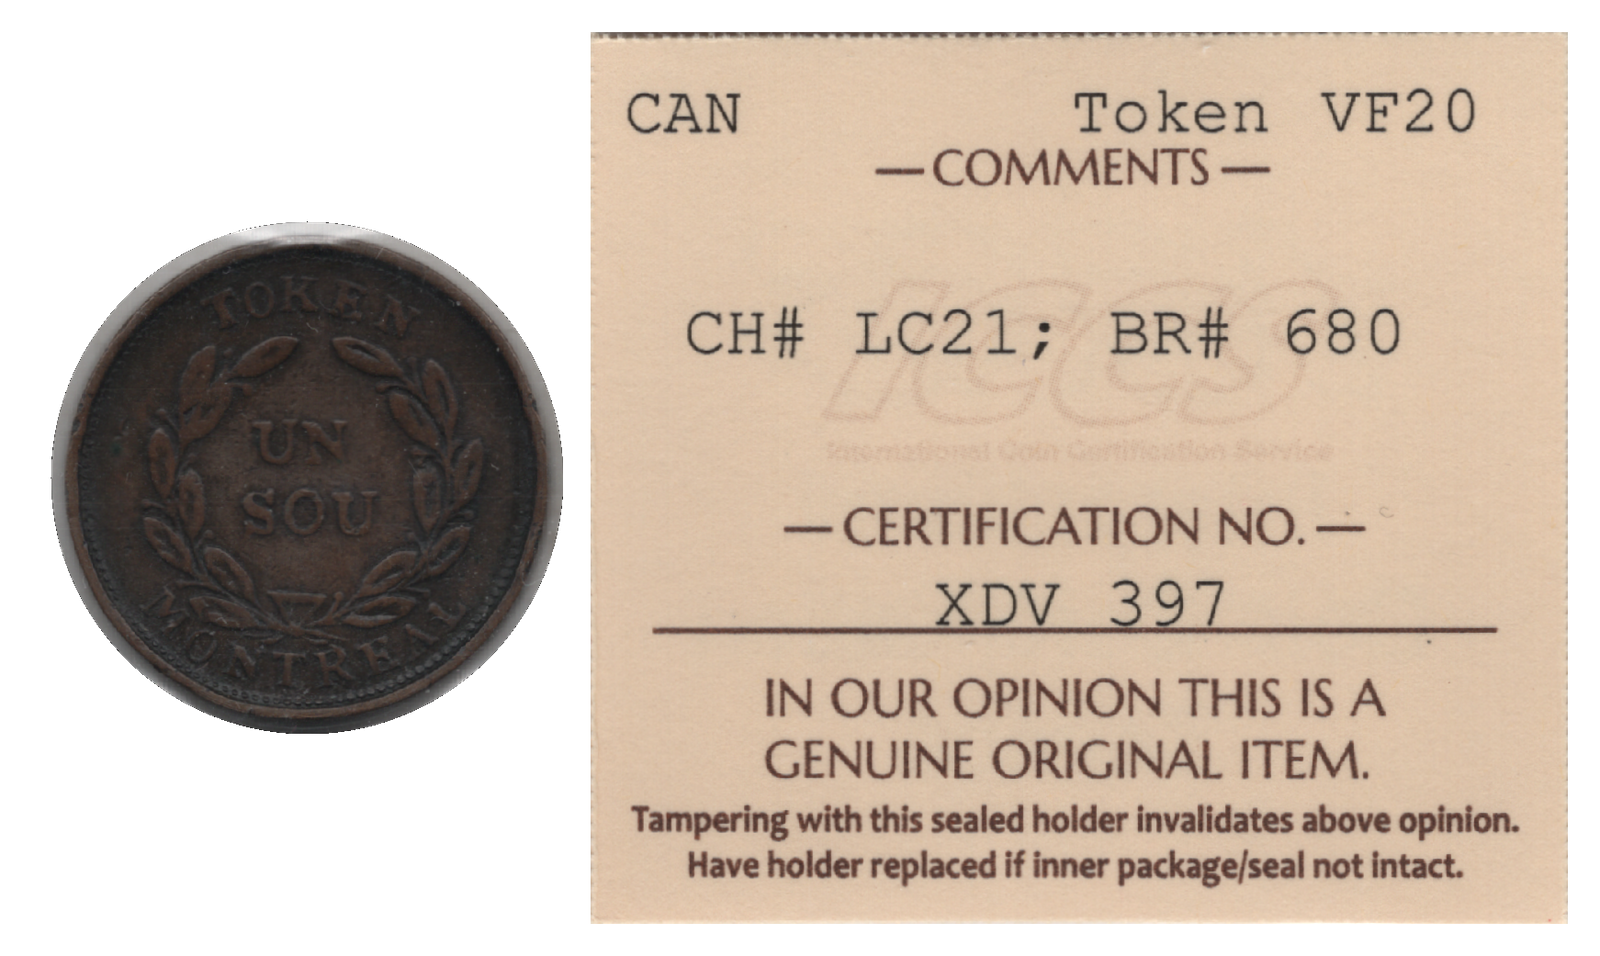 TOKEN
UN
SOU
MONTREAL
CAN Token VF20
— COMMENTS —
ICCS
International Coin Certification Service
CH# LC21; BR# 680
— CERTIFICATION NO. —
XDV 397
IN OUR OPINION THIS IS A
GENUINE ORIGINAL ITEM.
Tampering with this sealed holder invalidates above opinion.
Have holder replaced if inner package/seal not intact.